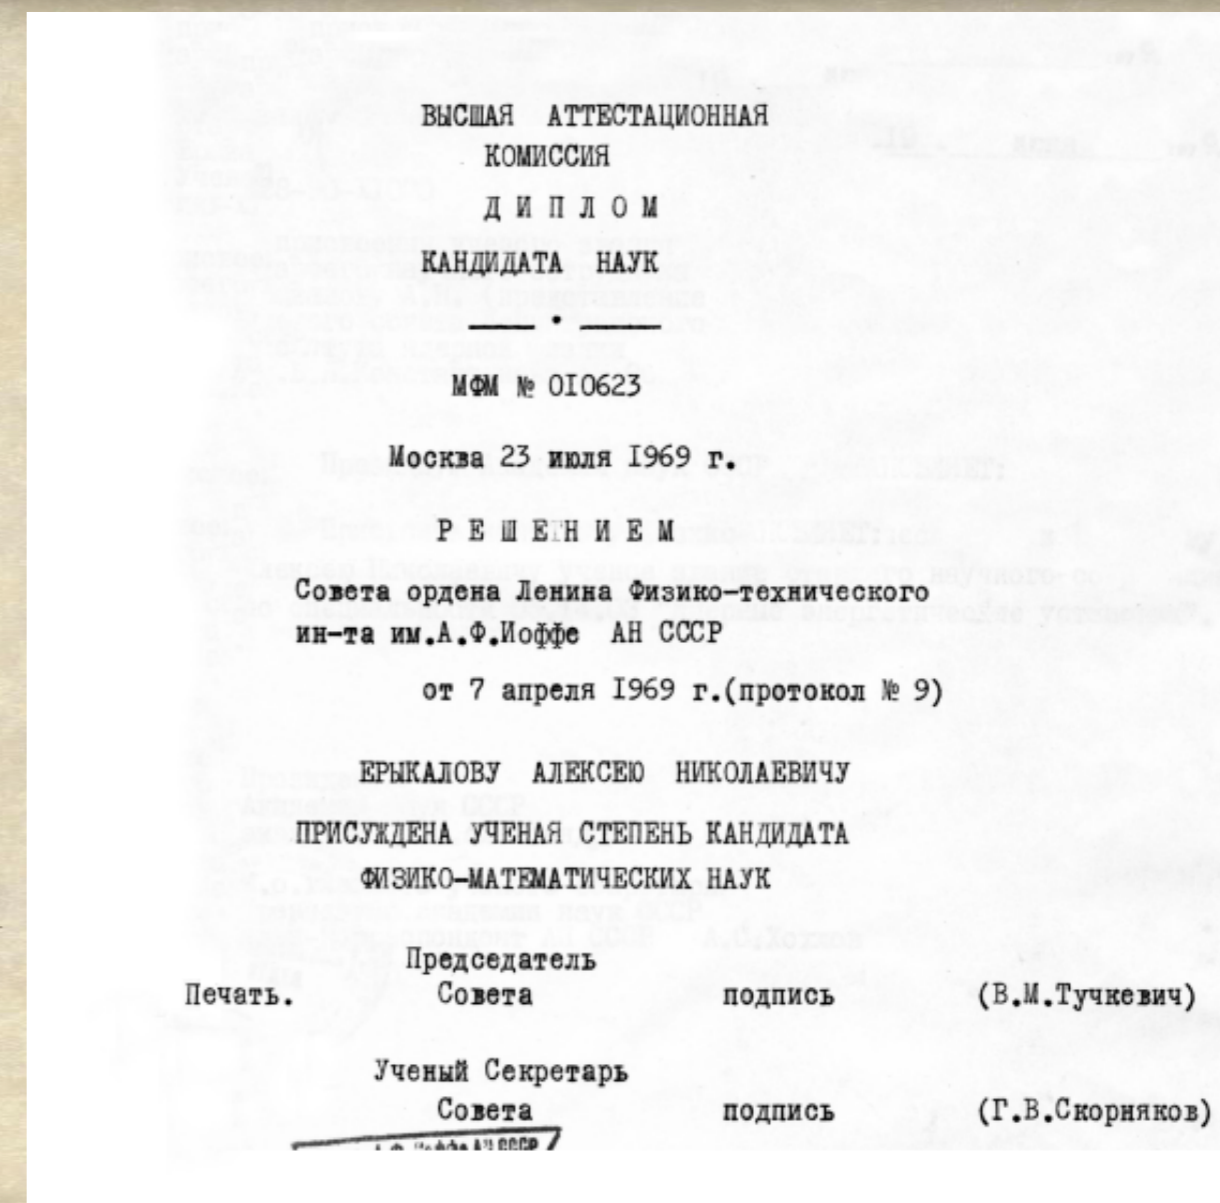 ВЫСШАЯ АТТЕСТАЦИОННАЯ
КОМИССИЯ
Д И П Л О М
КАНДИДАТА НАУК
МФМ № 010623
Москва 23 июля 1969 г.
Р Е Ш Е Н И Е М
Совета ордена Ленина Физико-технического
ин-та им.А.Ф.Иоффе АН СССР
от 7 апреля 1969 г.(протокол № 9)
ЕРЫКАЛОВУ АЛЕКСЕЮ НИКОЛАЕВИЧУ
ПРИСУЖДЕНА УЧЕНАЯ СТЕПЕНЬ КАНДИДАТА
ФИЗИКО-МАТЕМАТИЧЕСКИХ НАУК
Председатель
Печать. Совета подпись (В.М.Тучкевич)
Ученый Секретарь
Совета подпись (Г.В.Скорняков)